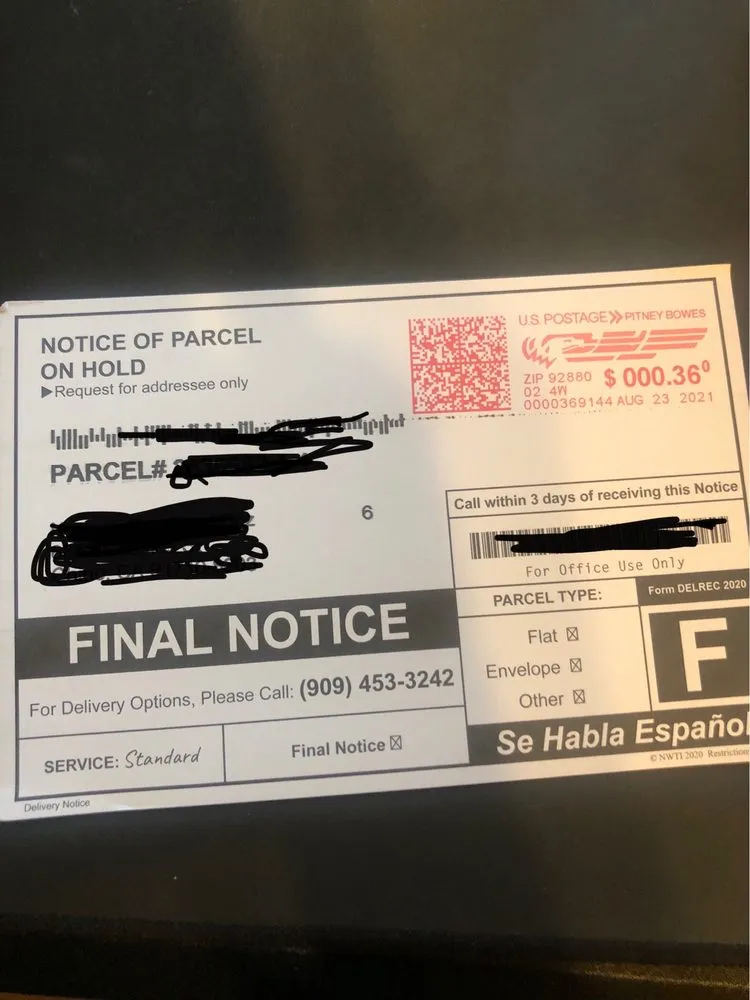 NOTICE OF PARCEL
ON HOLD
▶Request for addressee only
U.S. POSTAGE>>PITNEY BOWES
ZIP 92880 $ 000.36⁰
02 4W
0000369144 AUG 23 2021
PARCEL#
6
Call within 3 days of receiving this Notice
For Office Use Only
FINAL NOTICE
PARCEL TYPE:
Form DELREC 2020
Flat ☒
Envelope ☒
Other ☒
F
For Delivery Options, Please Call: (909) 453-3242
SERVICE: Standard
Final Notice ☒
Se Habla Español
© NWTI 2020 Restriction
Delivery Notice